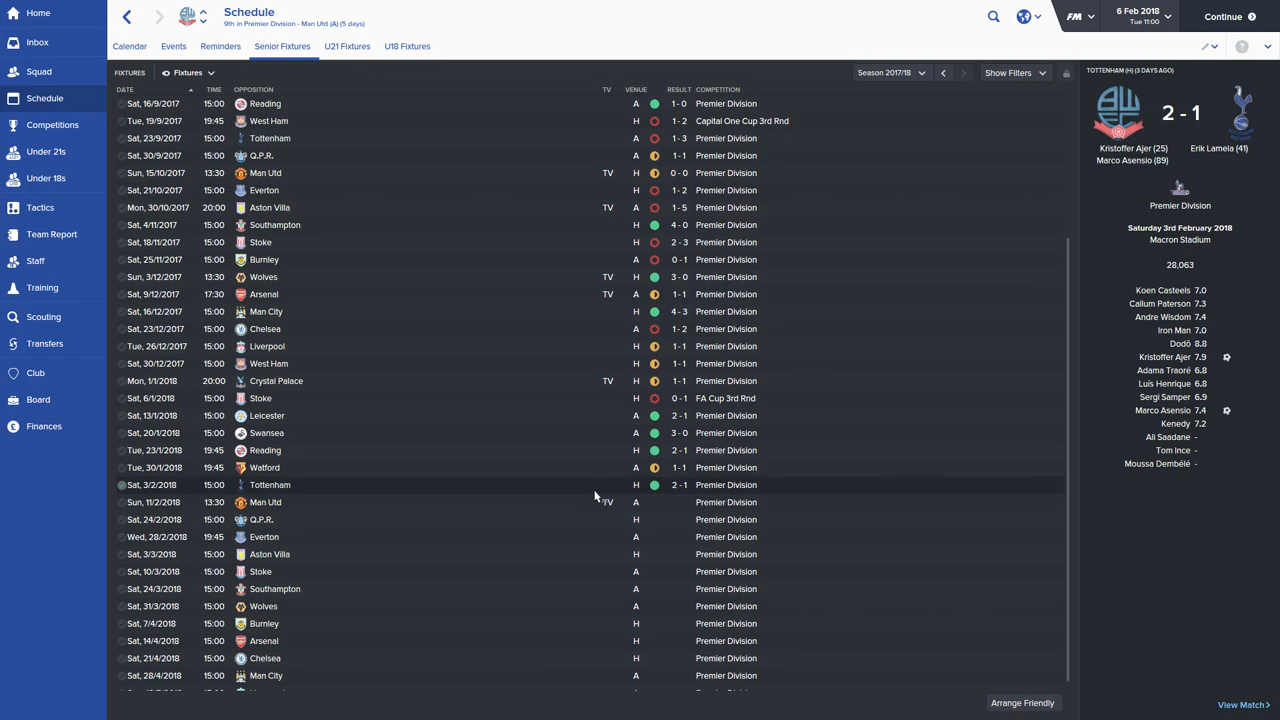 Home
Inbox
Squad
Schedule
Competitions
Under 21s
Under 18s
Tactics
Team Report
Staff
Training
Scouting
Transfers
Club
Board
Finances
Schedule
9th in Premier Division - Man Utd (A) (5 days)
FM
6 Feb 2018
Tue 11:00
Continue
Calendar Events Reminders Senior Fixtures U21 Fixtures U18 Fixtures
FIXTURES Fixtures Season 2017/18 Show Filters
DATE TIME OPPOSITION TV VENUE RESULT COMPETITION
Sat, 16/9/2017 15:00 Reading A 1-0 Premier Division
Tue, 19/9/2017 19:45 West Ham H 1-2 Capital One Cup 3rd Rnd
Sat, 23/9/2017 15:00 Tottenham A 1-3 Premier Division
Sat, 30/9/2017 15:00 Q.P.R. A 1-1 Premier Division
Sun, 15/10/2017 13:30 Man Utd TV H 0-0 Premier Division
Sat, 21/10/2017 15:00 Everton H 1-2 Premier Division
Mon, 30/10/2017 20:00 Aston Villa TV A 1-5 Premier Division
Sat, 4/11/2017 15:00 Southampton H 4-0 Premier Division
Sat, 18/11/2017 15:00 Stoke H 2-3 Premier Division
Sat, 25/11/2017 15:00 Burnley A 0-1 Premier Division
Sun, 3/12/2017 13:30 Wolves TV H 3-0 Premier Division
Sat, 9/12/2017 17:30 Arsenal TV A 1-1 Premier Division
Sat, 16/12/2017 15:00 Man City H 4-3 Premier Division
Sat, 23/12/2017 15:00 Chelsea A 1-2 Premier Division
Tue, 26/12/2017 15:00 Liverpool H 1-1 Premier Division
Sat, 30/12/2017 15:00 West Ham H 1-1 Premier Division
Mon, 1/1/2018 20:00 Crystal Palace TV H 1-1 Premier Division
Sat, 6/1/2018 15:00 Stoke H 0-1 FA Cup 3rd Rnd
Sat, 13/1/2018 15:00 Leicester A 2-1 Premier Division
Sat, 20/1/2018 15:00 Swansea A 3-0 Premier Division
Tue, 23/1/2018 19:45 Reading H 2-1 Premier Division
Tue, 30/1/2018 19:45 Watford A 1-1 Premier Division
Sat, 3/2/2018 15:00 Tottenham H 2-1 Premier Division
Sun, 11/2/2018 13:30 Man Utd TV A Premier Division
Sat, 24/2/2018 15:00 Q.P.R. H Premier Division
Wed, 28/2/2018 19:45 Everton A Premier Division
Sat, 3/3/2018 15:00 Aston Villa H Premier Division
Sat, 10/3/2018 15:00 Stoke A Premier Division
Sat, 24/3/2018 15:00 Southampton A Premier Division
Sat, 31/3/2018 15:00 Wolves A Premier Division
Sat, 7/4/2018 15:00 Burnley H Premier Division
Sat, 14/4/2018 15:00 Arsenal H Premier Division
Sat, 21/4/2018 15:00 Chelsea H Premier Division
Sat, 28/4/2018 15:00 Man City A Premier Division
Arrange Friendly
TOTTENHAM (H) (3 DAYS AGO)
2 - 1
Kristoffer Ajer (25) Erik Lamela (41)
Marco Asensio (89)
Premier Division
Saturday 3rd February 2018
Macron Stadium
28,063
Koen Casteels 7.0
Callum Paterson 7.3
Andre Wisdom 7.4
Iron Man 7.0
Dodô 8.8
Kristoffer Ajer 7.9
Adama Traoré 6.8
Luís Henrique 6.8
Sergi Samper 6.9
Marco Asensio 7.4
Kenedy 7.2
Ali Saadane -
Tom Ince -
Moussa Dembélé -
View Match >